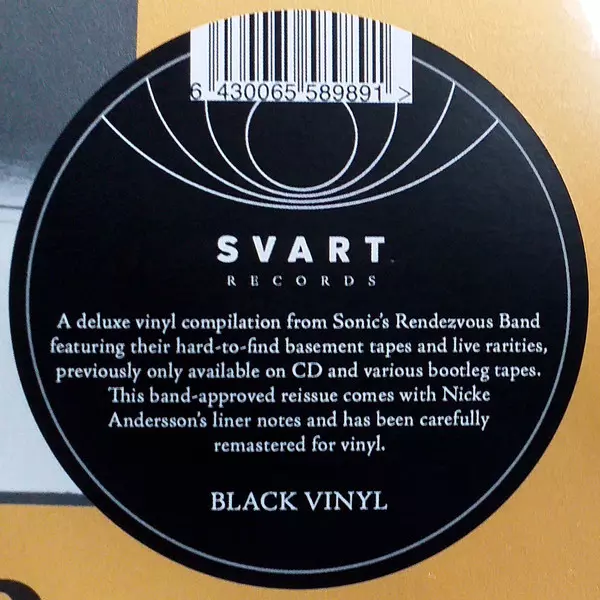 6 430065 589891 >
SVART
RECORDS
A deluxe vinyl compilation from Sonic's Rendezvous Band
featuring their hard-to-find basement tapes and live rarities,
previously only available on CD and various bootleg tapes.
This band-approved reissue comes with Nicke
Andersson's liner notes and has been carefully
remastered for vinyl.
BLACK VINYL